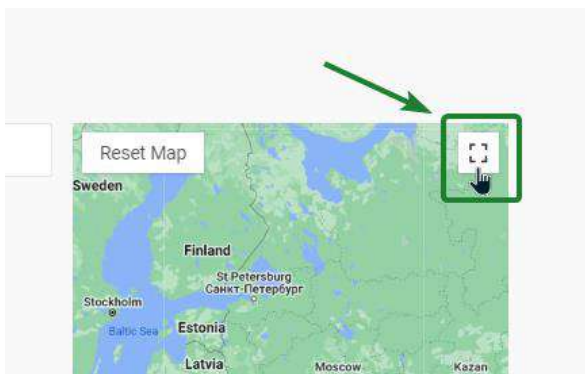 Reset Map
Sweden
Finland
St Petersburg
Санкт-Петербург
Stockholm
Baltic Sea
Estonia
Latvia
Moscow
Kazan